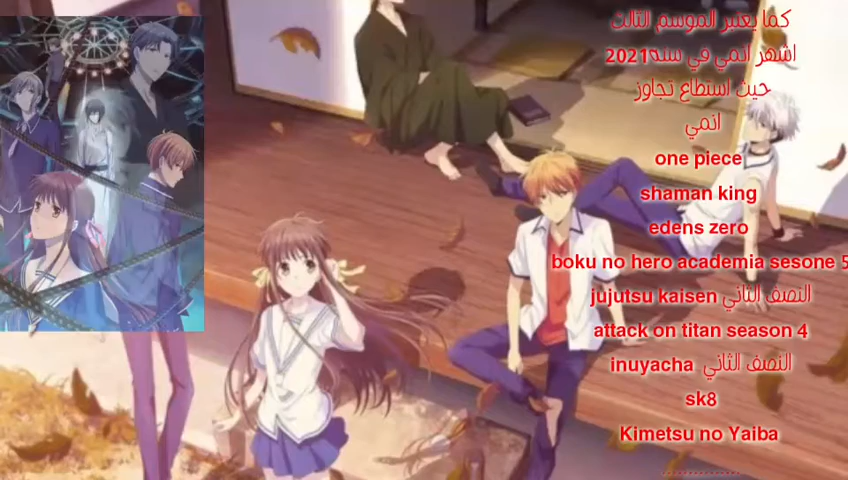 كما يعتبر الموسم الثالث
اشهر انمي في سنه2021
حيث استطاع تجاوز
انمي
one piece
shaman king
edens zero
boku no hero academia sesone 5
jujutsu kaisen النصف الثاني
attack on titan season 4
inuyacha النصف الثاني
sk8
Kimetsu no Yaiba